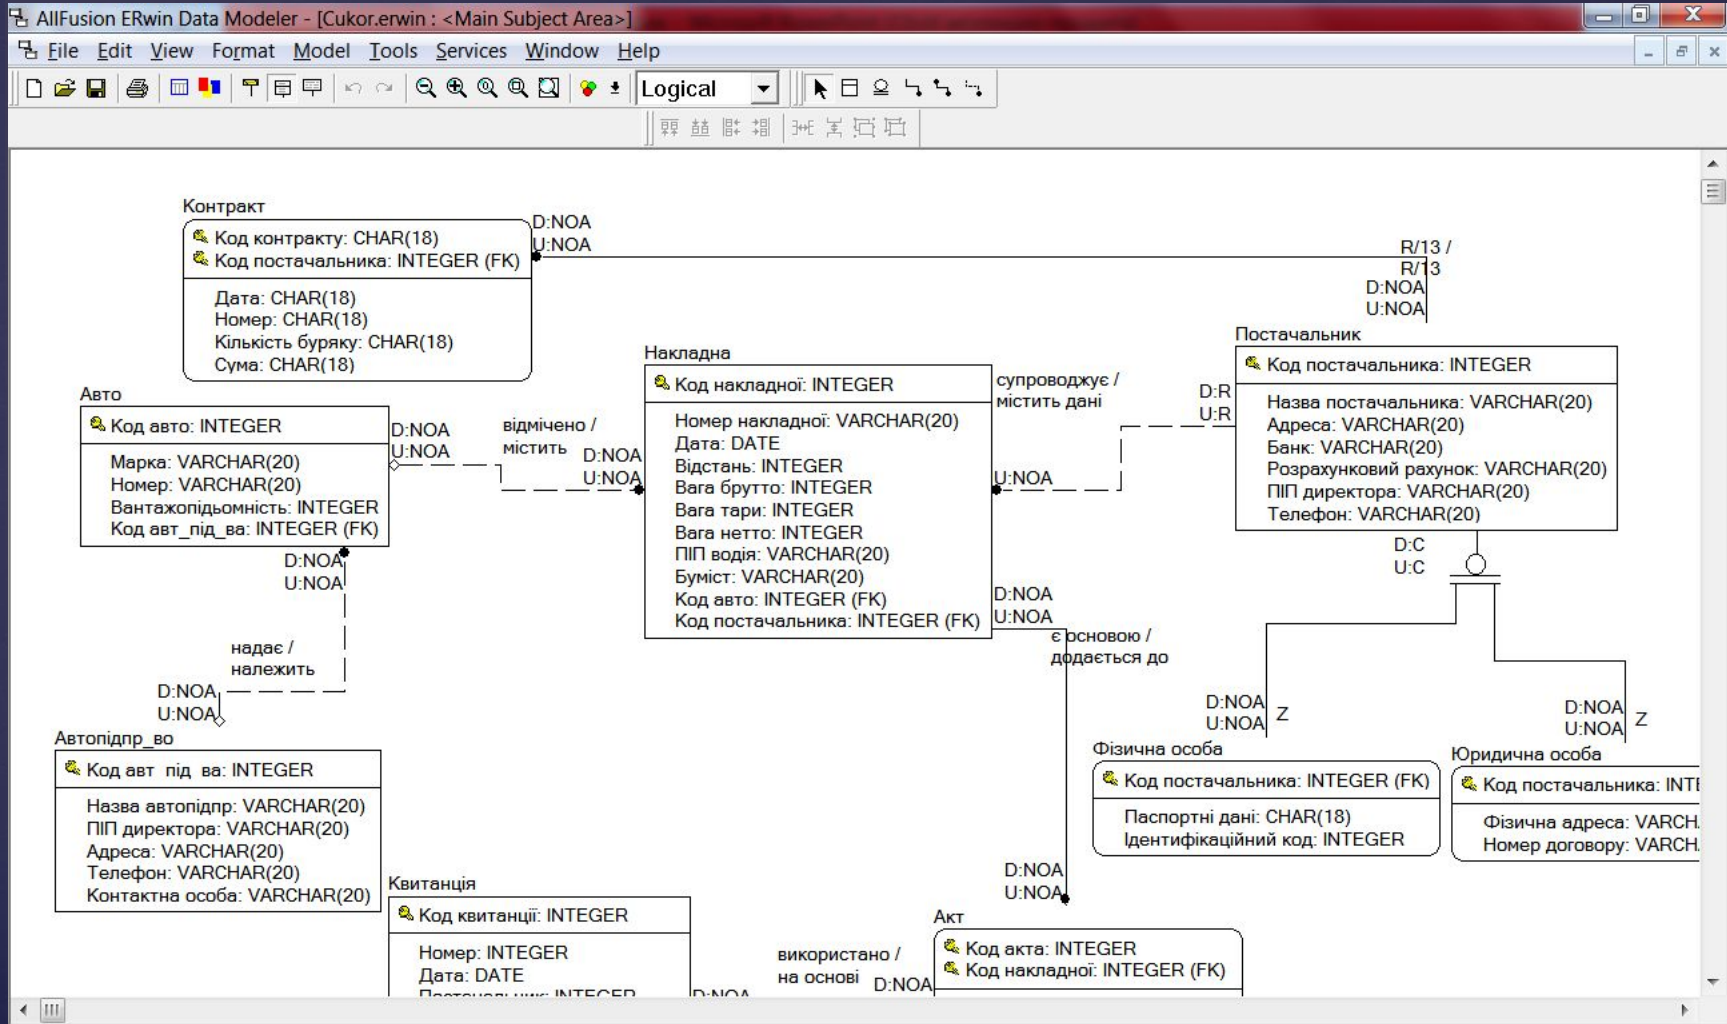 AllFusion ERwin Data Modeler - [Cukor.erwin : <Main Subject Area>]
File Edit View Format Model Tools Services Window Help
Logical
Контракт
Код контракту: CHAR(18)
Код постачальника: INTEGER (FK)
Дата: CHAR(18)
Номер: CHAR(18)
Кількість буряку: CHAR(18)
Сума: CHAR(18)
D:NOA
U:NOA
R/13 /
R/13
D:NOA
U:NOA
Постачальник
Код постачальника: INTEGER
Назва постачальника: VARCHAR(20)
Адреса: VARCHAR(20)
Банк: VARCHAR(20)
Розрахунковий рахунок: VARCHAR(20)
ПІП директора: VARCHAR(20)
Телефон: VARCHAR(20)
Накладна
Код накладної: INTEGER
Номер накладної: VARCHAR(20)
Дата: DATE
Відстань: INTEGER
Вага брутто: INTEGER
Вага тари: INTEGER
Вага нетто: INTEGER
ПІП водія: VARCHAR(20)
Буміст: VARCHAR(20)
Код авто: INTEGER (FK)
Код постачальника: INTEGER (FK)
супроводжує /
містить дані
D:R
U:R
U:NOA
Авто
Код авто: INTEGER
Марка: VARCHAR(20)
Номер: VARCHAR(20)
Вантажопідьомність: INTEGER
Код авт_під_ва: INTEGER (FK)
D:NOA
U:NOA
відмічено /
містить
D:NOA
U:NOA
D:NOA
U:NOA
надає /
належить
D:NOA
U:NOA
D:NOA
U:NOA
є основою /
додається до
D:C
U:C
D:NOA
U:NOA
Z
D:NOA
U:NOA
Z
Автопідпр_во
Код авт_під_ва: INTEGER
Назва автопідпр: VARCHAR(20)
ПІП директора: VARCHAR(20)
Адреса: VARCHAR(20)
Телефон: VARCHAR(20)
Контактна особа: VARCHAR(20)
Фізична особа
Код постачальника: INTEGER (FK)
Паспортні дані: CHAR(18)
Ідентифікаційний код: INTEGER
Юридична особа
Код постачальника: INTE
Фізична адреса: VARCH
Номер договору: VARCH
D:NOA
U:NOA
Квитанція
Код квитанції: INTEGER
Номер: INTEGER
Дата: DATE
Постачальник: INTEGER
D:NOA
використано /
на основі
D:NOA
Акт
Код акта: INTEGER
Код накладної: INTEGER (FK)